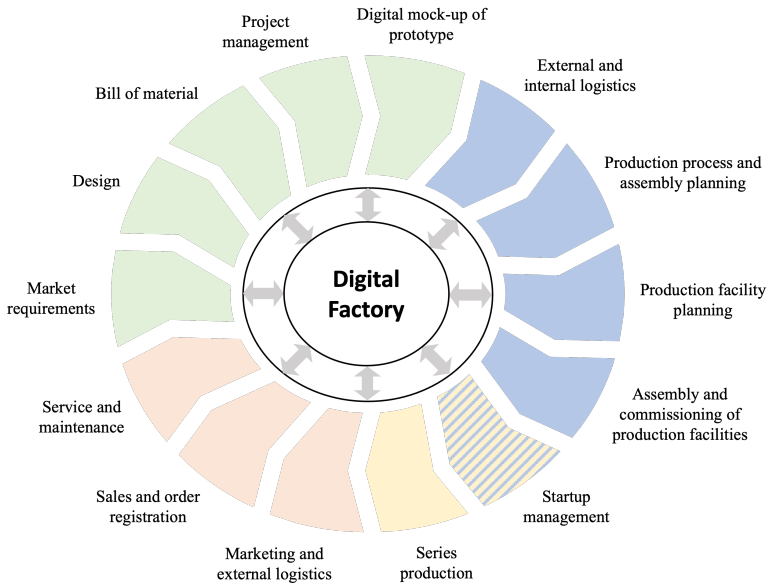 Digital mock-up of
prototype
External and
internal logistics
Production process and
assembly planning
Production facility
planning
Assembly and
commissioning of
production facilities
Startup
management
Series
production
Marketing and
external logistics
Sales and order
registration
Service and
maintenance
Market
requirements
Design
Bill of material
Project
management
Digital
Factory